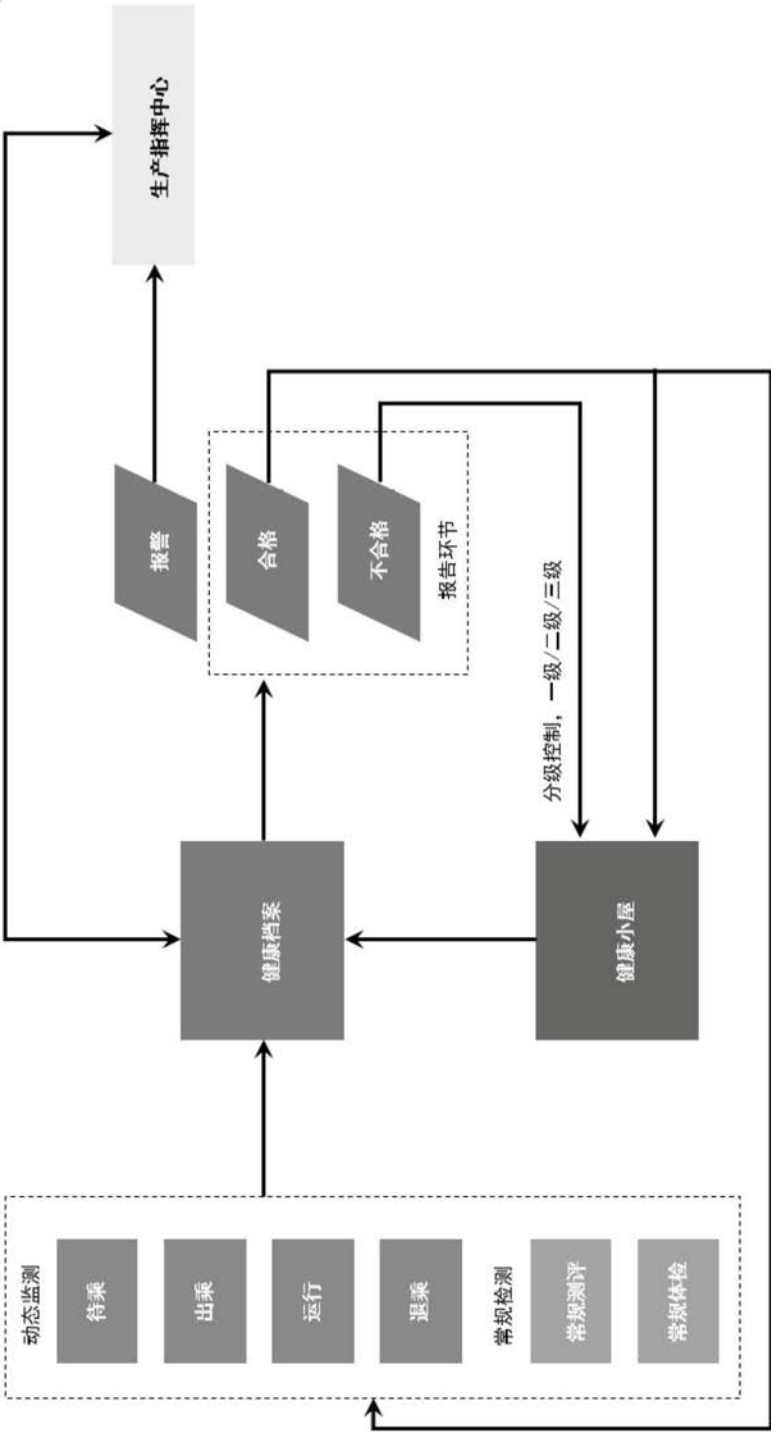 动态监测
待乘
出乘
运行
退乘
常规检测
常规测评
常规体检
健康档案
健康小屋
分级控制，一级/二级/三级
报警
合格
不合格
报告环节
生产指挥中心